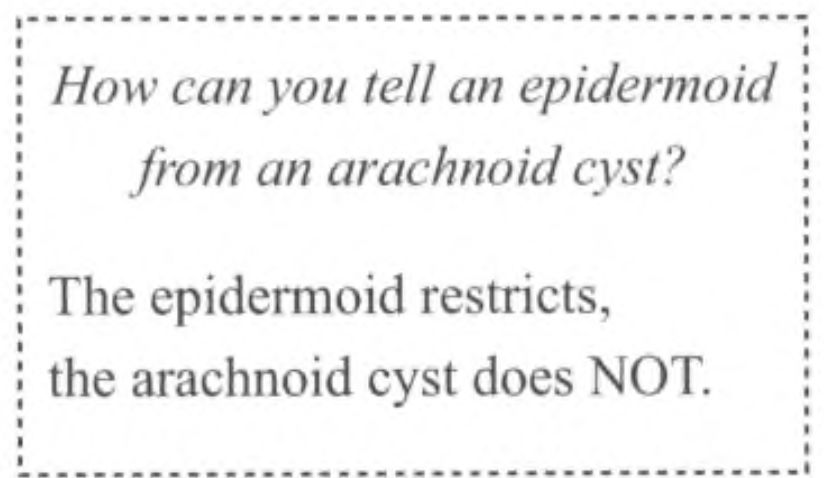 How can you tell an epidermoid
from an arachnoid cyst?
The epidermoid restricts,
the arachnoid cyst does NOT.